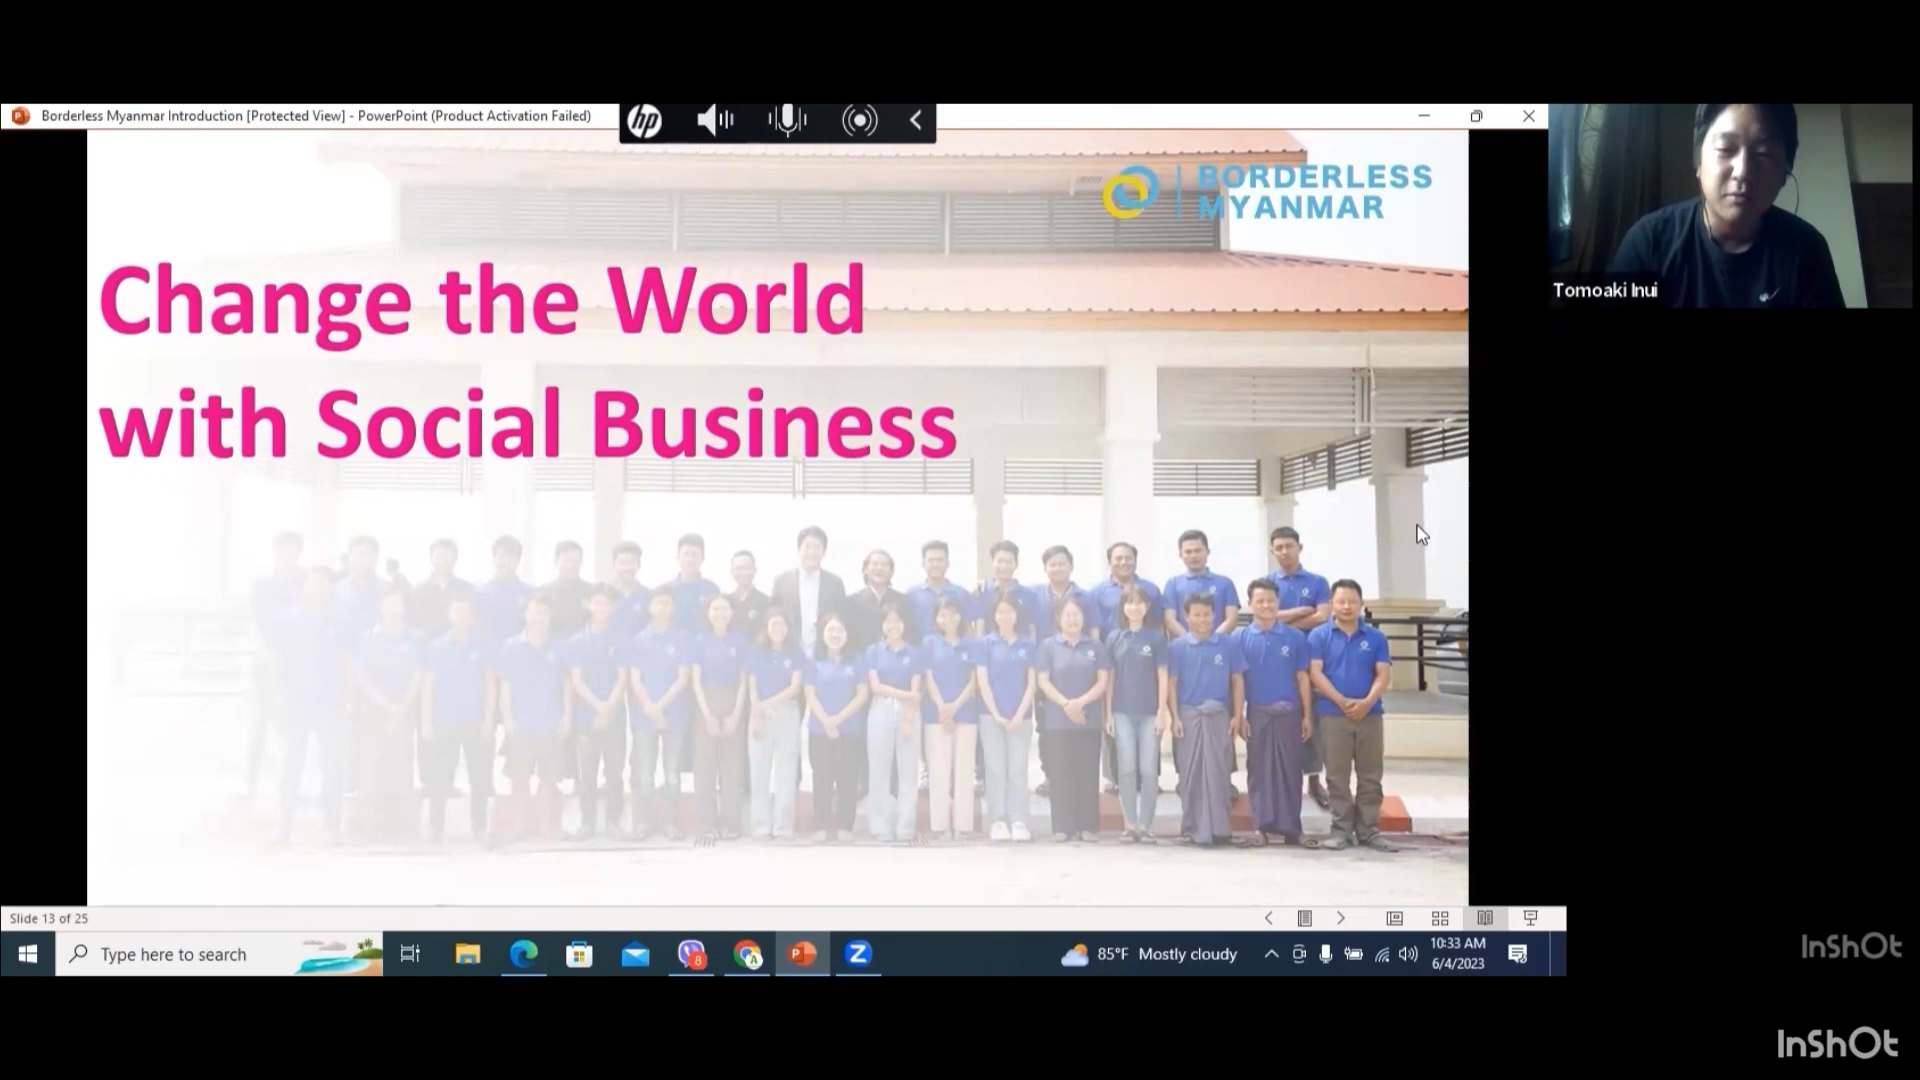 Borderless Myanmar Introduction [Protected View] - PowerPoint (Product Activation Failed)
hp
BORDERLESS
MYANMAR
Change the World
with Social Business
Tomoaki Inui
Slide 13 of 25
Type here to search
8
A
P
Z
85°F Mostly cloudy
10:33 AM
6/4/2023
InShOt
InShOt